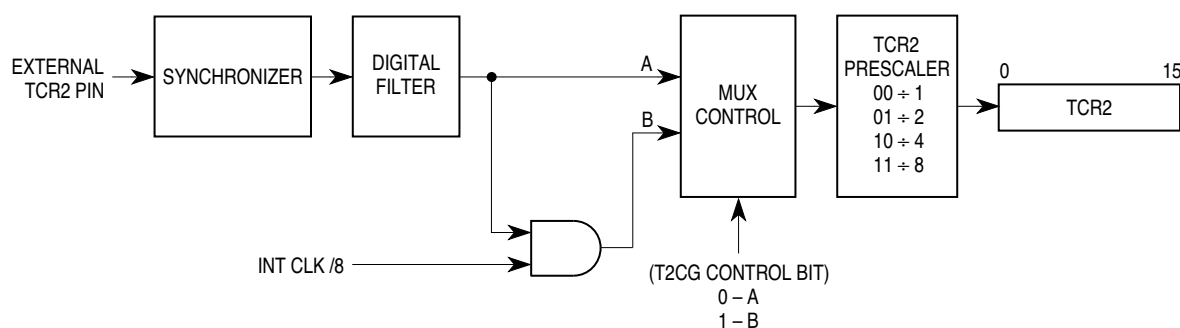 EXTERNAL
TCR2 PIN
SYNCHRONIZER
DIGITAL
FILTER
A
B
MUX
CONTROL
TCR2
PRESCALER
00 ÷ 1
01 ÷ 2
10 ÷ 4
11 ÷ 8
0 15
TCR2
INT CLK /8
(T2CG CONTROL BIT)
0 – A
1 – B